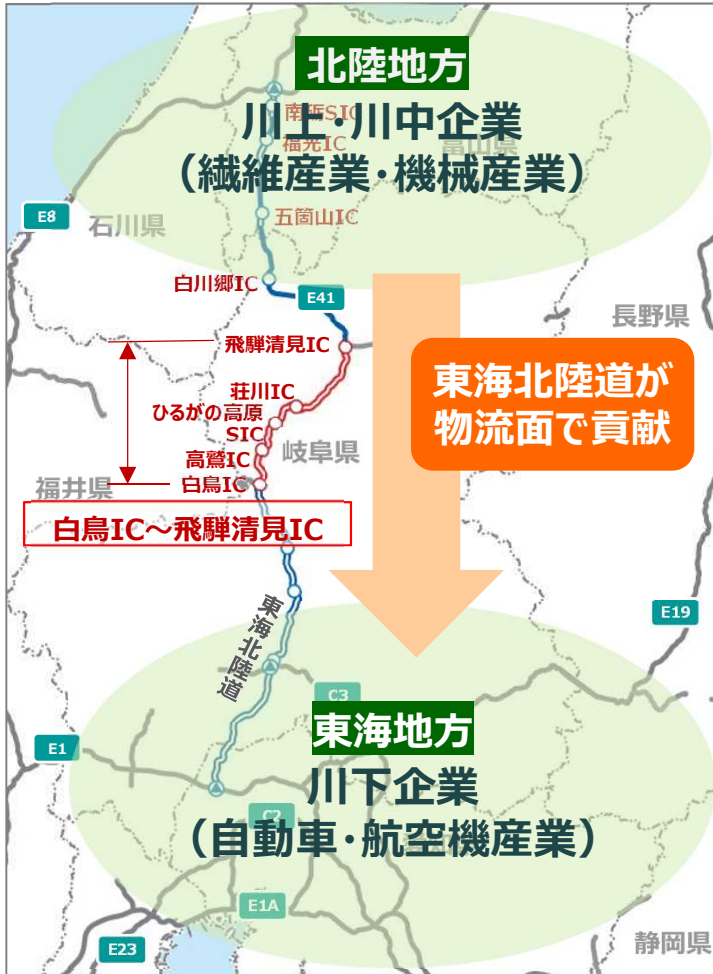 北陸地方
南砺SIC
川上・川中企業
福光IC
富山県
（繊維産業・機械産業）
E8
石川県
五箇山IC
白川郷IC
E41
長野県
飛騨清見IC
東海北陸道が
物流面で貢献
荘川IC
ひるがの高原
SIC
岐阜県
高鷲IC
福井県
白鳥IC
白鳥IC～飛騨清見IC
東海北陸道
E19
C3
東海地方
E1
川下企業
C2
（自動車・航空機産業）
E1A
E23
静岡県